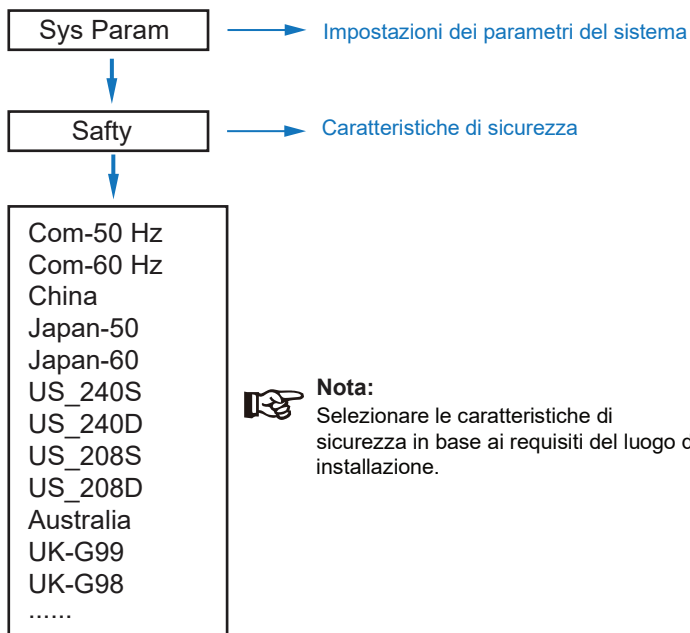 Sys Param
Impostazioni dei parametri del sistema
Safty
Caratteristiche di sicurezza
Com-50 Hz
Com-60 Hz
China
Japan-50
Japan-60
US_240S
US_240D
US_208S
US_208D
Australia
UK-G99
UK-G98
......
Nota:
Selezionare le caratteristiche di
sicurezza in base ai requisiti del luogo
installazione.